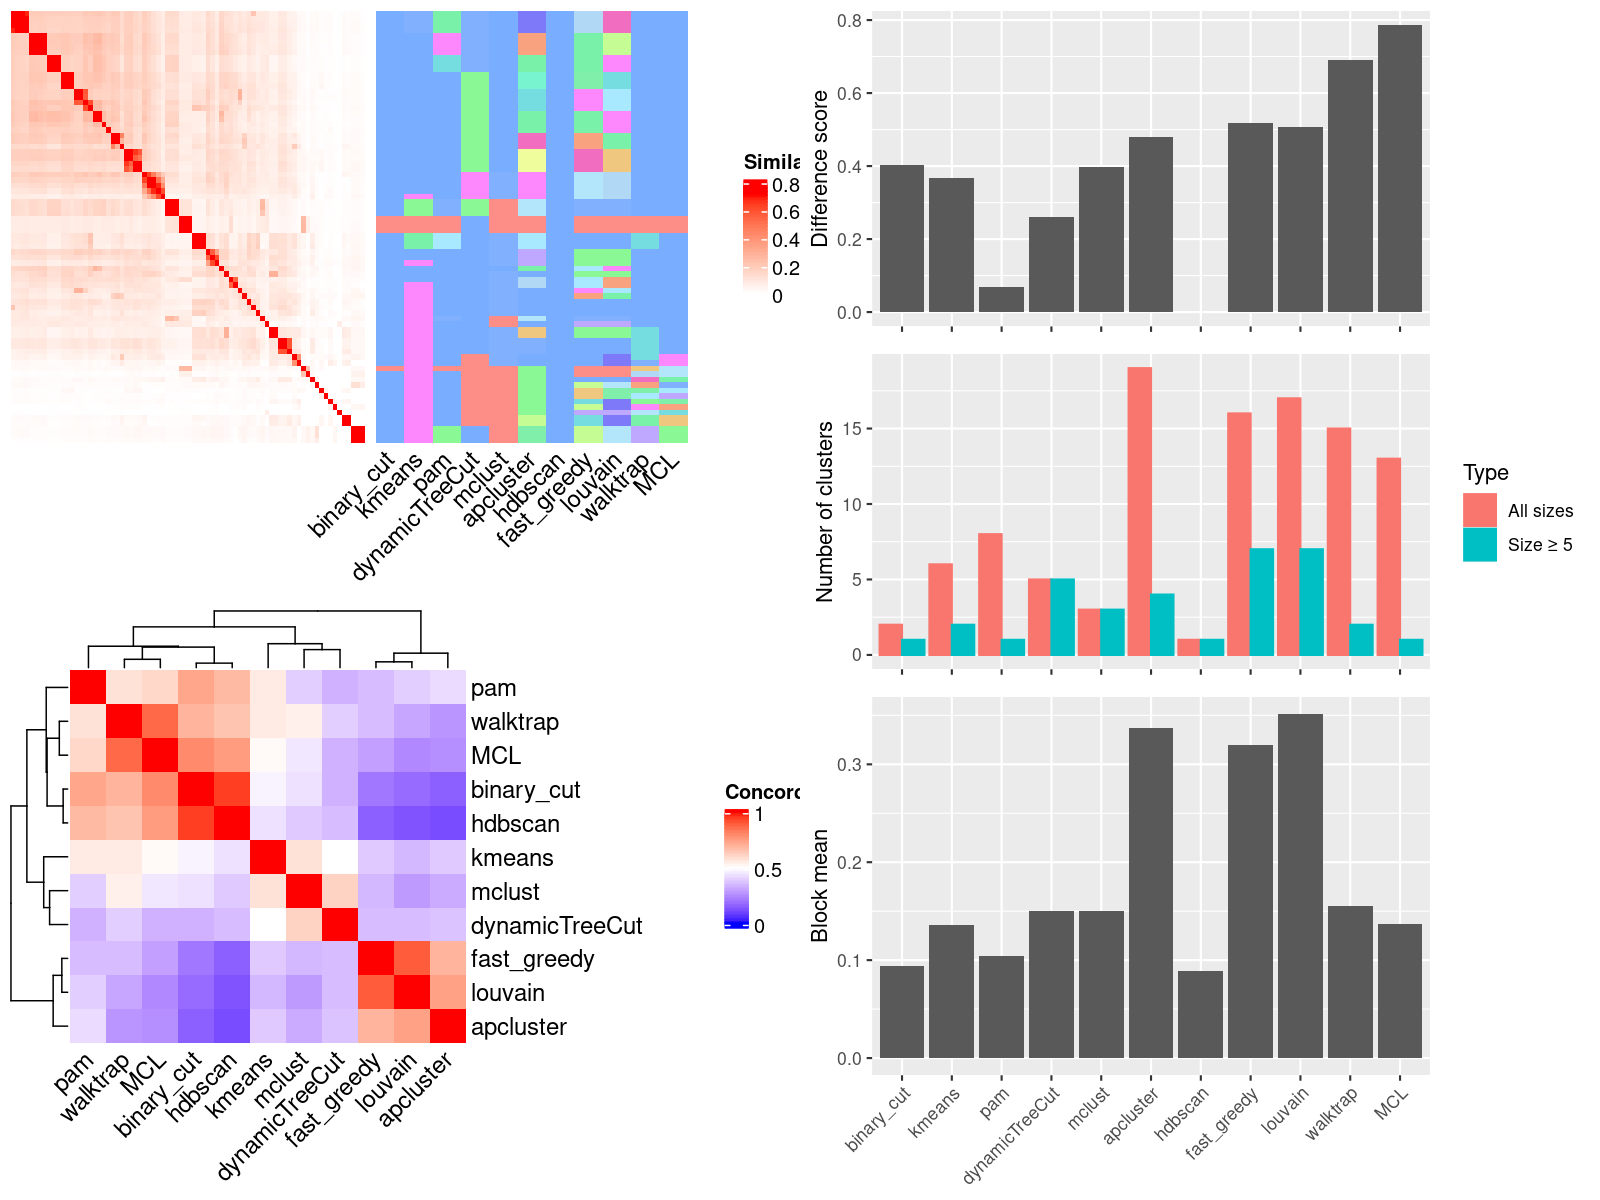 Simila
0.8
0.6
0.4
0.2
0
binary_cut
kmeans
pam
dynamicTreeCut
mclust
apcluster
hdbscan
fast_greedy
louvain
walktrap
MCL
Difference score
0.8
0.6
0.4
0.2
0.0
Number of clusters
15
10
5
0
Type
All sizes
Size ≥ 5
pam
walktrap
MCL
binary_cut
hdbscan
kmeans
mclust
dynamicTreeCut
fast_greedy
louvain
apcluster
pam
walktrap
MCL
binary_cut
hdbscan
kmeans
mclust
dynamicTreeCut
fast_greedy
louvain
apcluster
Concord
1
0.5
0
Block mean
0.3
0.2
0.1
0.0
binary_cut
kmeans
pam
dynamicTreeCut
mclust
apcluster
hdbscan
fast_greedy
louvain
walktrap
MCL